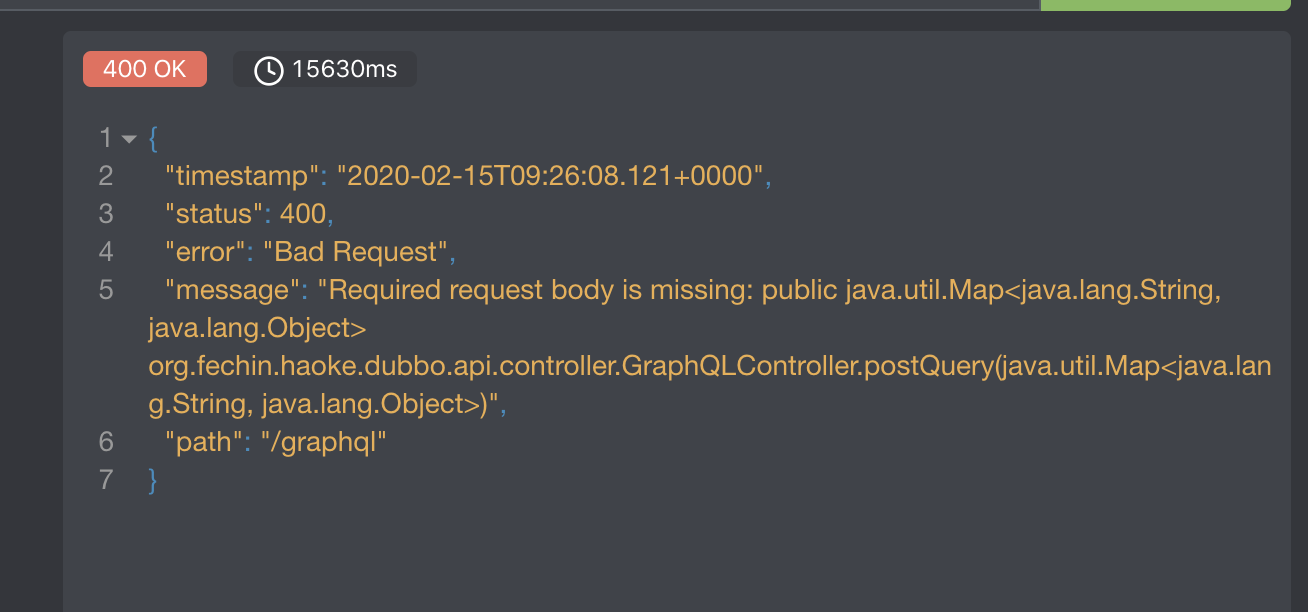 400 OK 15630ms
1 {
2 "timestamp": "2020-02-15T09:26:08.121+0000",
3 "status": 400,
4 "error": "Bad Request",
5 "message": "Required request body is missing: public java.util.Map<java.lang.String,
java.lang.Object>
org.fechin.haoke.dubbo.api.controller.GraphQLController.postQuery(java.util.Map<java.lan
g.String, java.lang.Object>)",
6 "path": "/graphql"
7 }